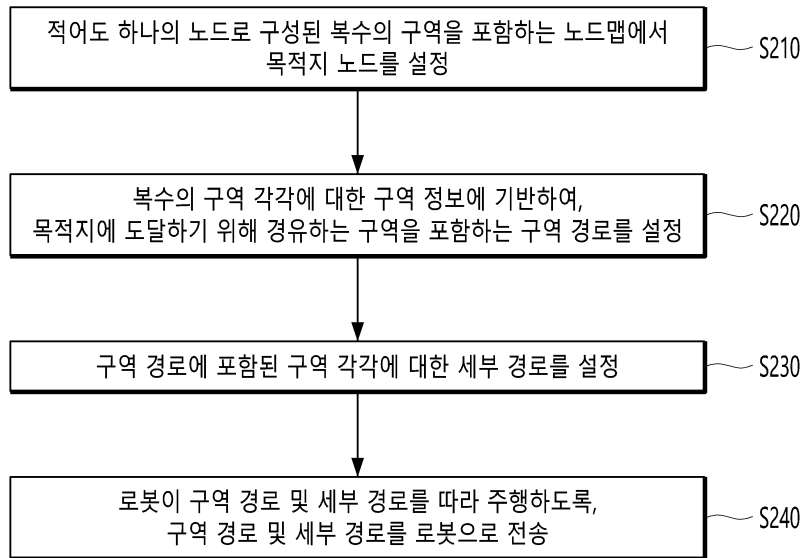 적어도 하나의 노드로 구성된 복수의 구역을 포함하는 노드맵에서
목적지 노드를 설정
S210
복수의 구역 각각에 대한 구역 정보에 기반하여,
목적지에 도달하기 위해 경유하는 구역을 포함하는 구역 경로를 설정
S220
구역 경로에 포함된 구역 각각에 대한 세부 경로를 설정
S230
로봇이 구역 경로 및 세부 경로를 따라 주행하도록,
구역 경로 및 세부 경로를 로봇으로 전송
S240